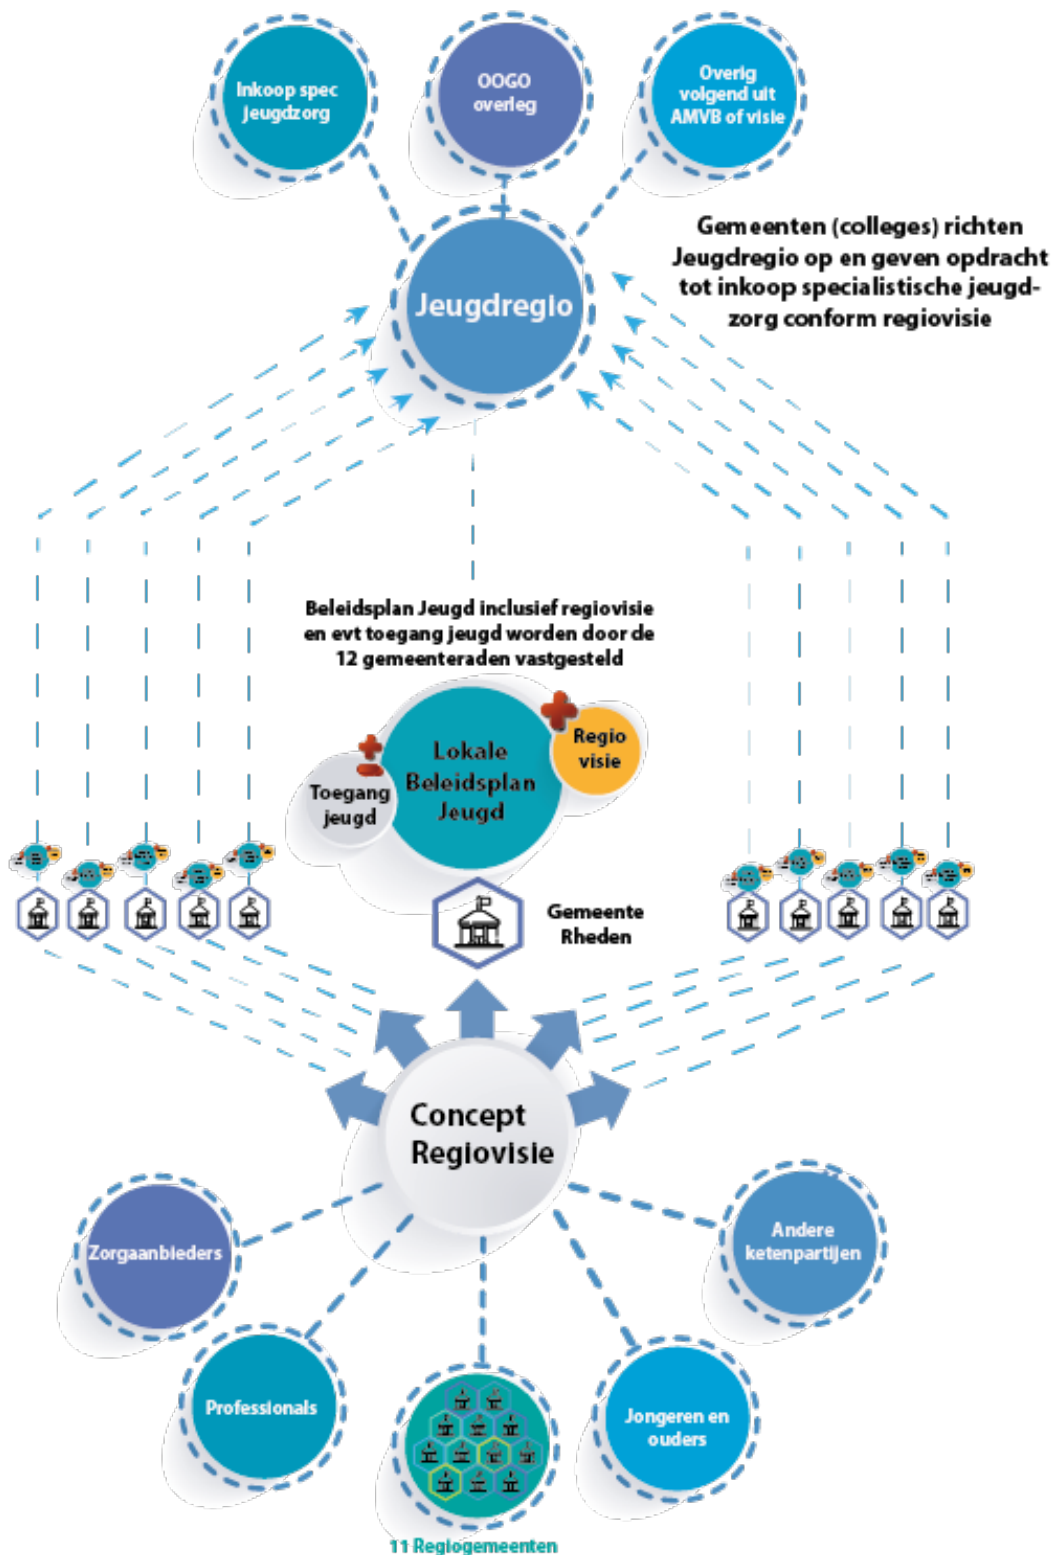 Inkoop spec
jeugdzorg
OOGO
overleg
Overig
volgend uit
AMVB of visie
Gemeenten (colleges) richten
Jeugdregio op en geven opdracht
tot inkoop specialistische jeugd-
zorg conform regiovisie
Jeugdregio
Beleidsplan Jeugd inclusief regiovisie
en evt toegang jeugd worden door de
12 gemeenteraden vastgesteld
Lokale
Beleidsplan
Jeugd
Regio
visie
Toegang
jeugd
Gemeente
Rheden
Concept
Regiovisie
Zorgaanbieders
Andere
ketenpartijen
Professionals
Jongeren en
ouders
11 Regiogemeenten